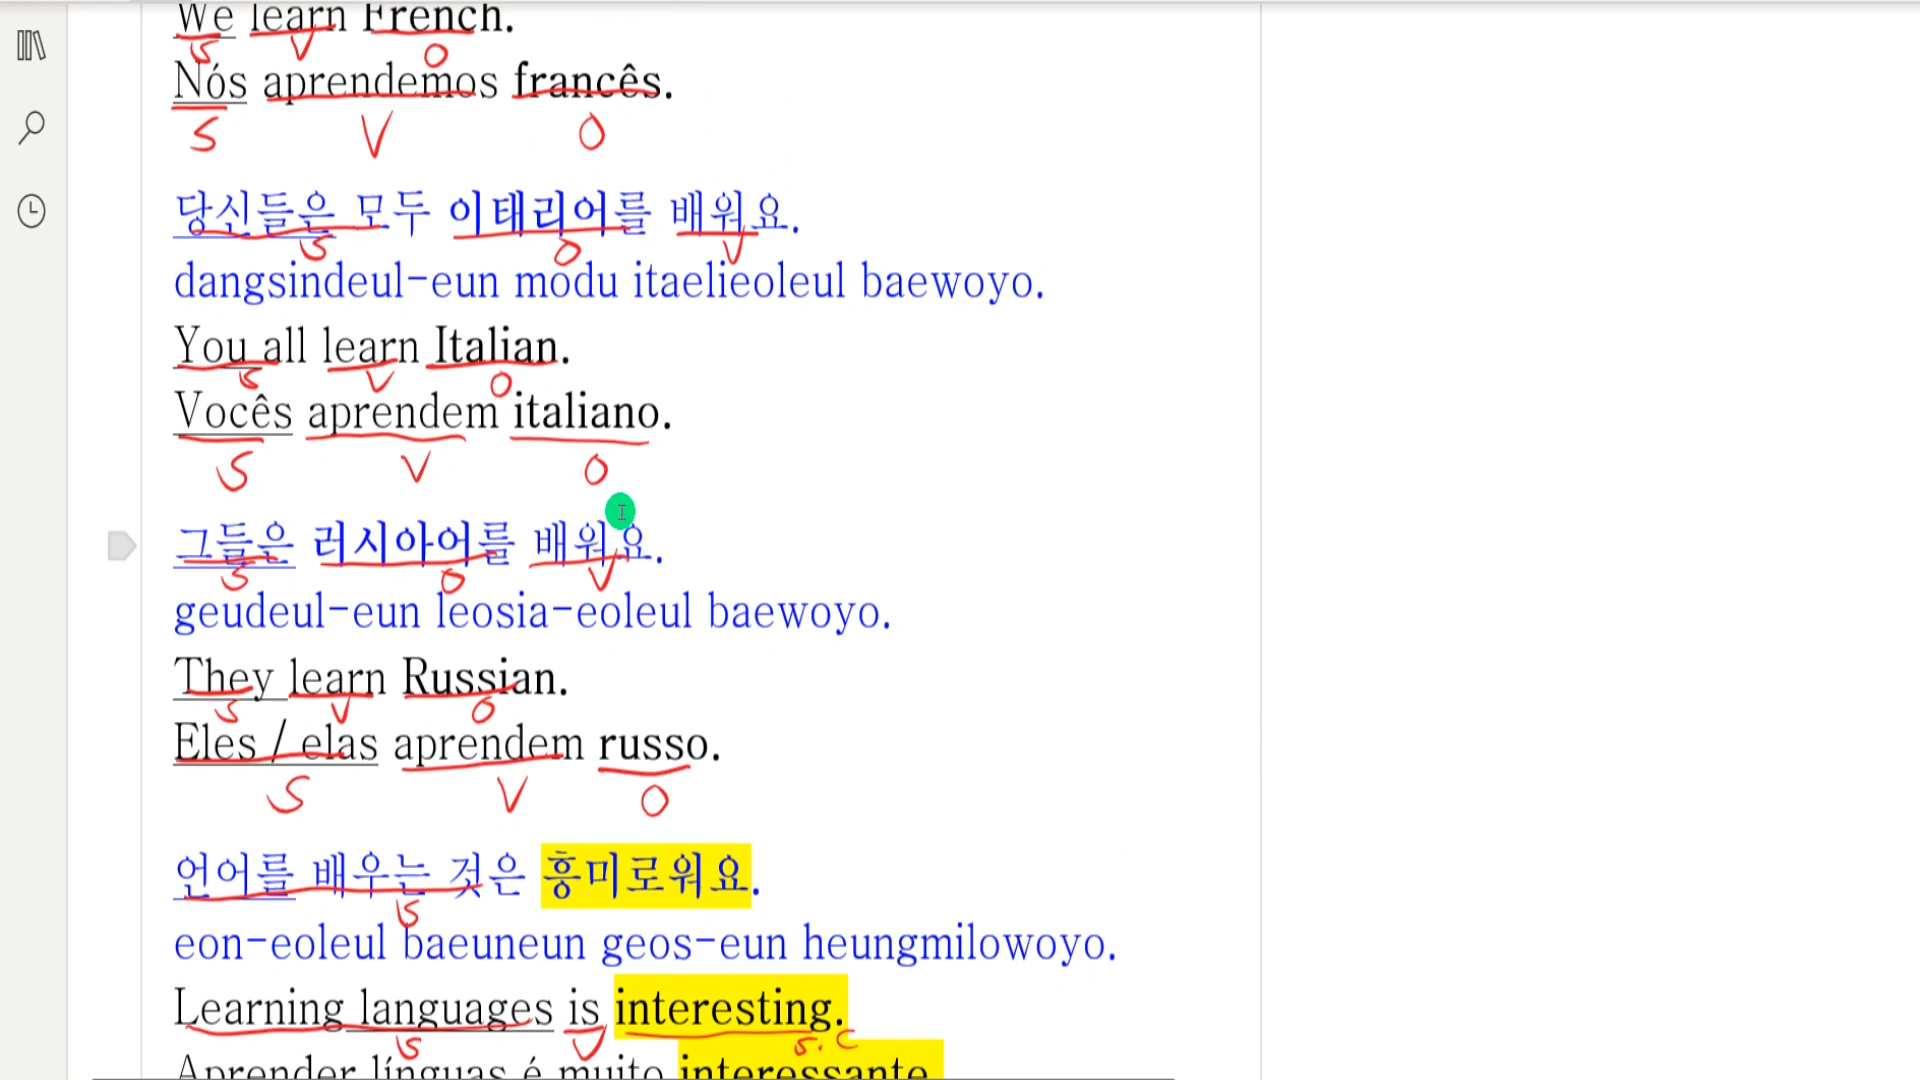 We learn French.
S V O
Nós aprendemos francês.
S V O
당신들은 모두 이태리어를 배워요.
S O V
dangsindeul-eun modu itaelieoleul baewoyo.
You all learn Italian.
S V O
Vocês aprendem italiano.
S V O
그들은 러시아어를 배워요.
S O V
geudeul-eun leosia-eoleul baewoyo.
They learn Russian.
S V O
Eles / elas aprendem russo.
S V O
언어를 배우는 것은 흥미로워요.
S
eon-eoleul baeuneun geos-eun heungmilowoyo.
Learning languages is interesting.
S V S.C
Aprender línguas é muito interessante.